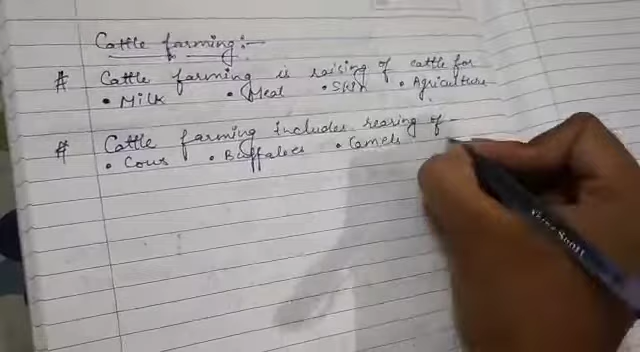 Cattle farming:-
# Cattle farming is raising of cattle for
• Milk • Meat • Skin • Agriculture
# Cattle farming includes rearing of -
• Cows • Buffaloes • Camels